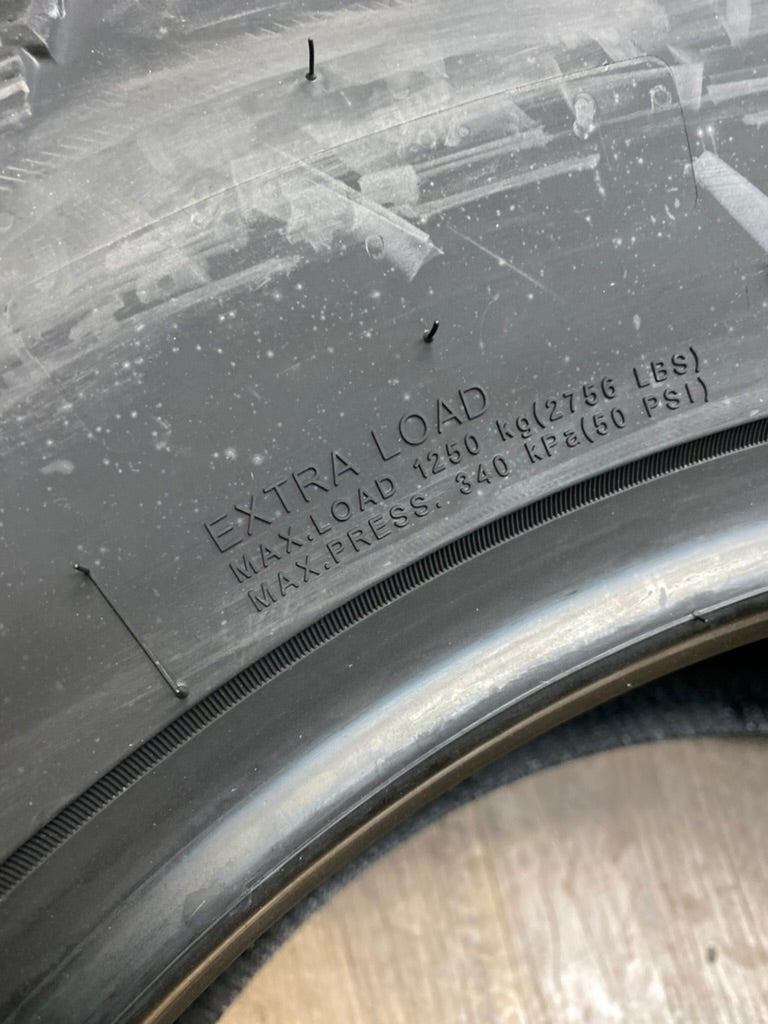 EXTRA LOAD
MAX.LOAD 1250 kg(2756 LBS)
MAX.PRESS. 340 kPa(50 PSI)